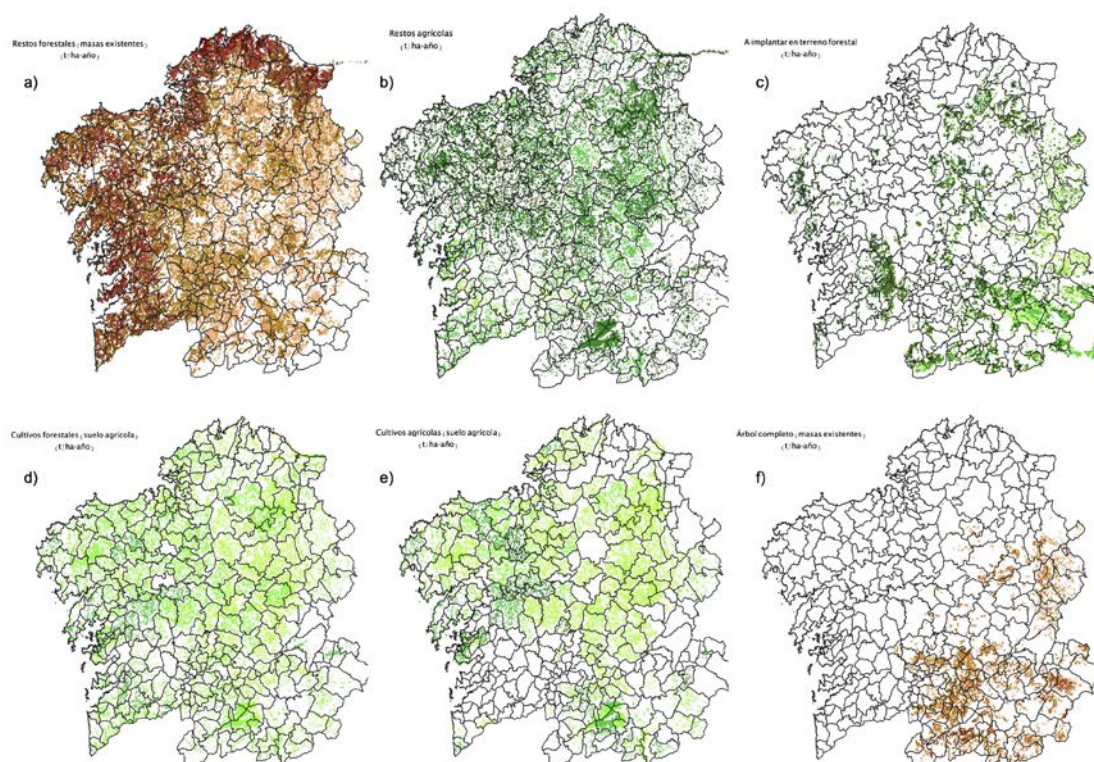 Restos forestales (masas existentes)
(t/ha·año)
a)
Restos agrícolas
(t/ha·año)
b)
A implantar en terreno forestal
(t/ha·año)
c)
Cultivos forestales (suelo agrícola)
(t/ha·año)
d)
Cultivos agrícolas (suelo agrícola)
(t/ha·año)
e)
Árbol completo (masas existentes)
(t/ha·año)
f)